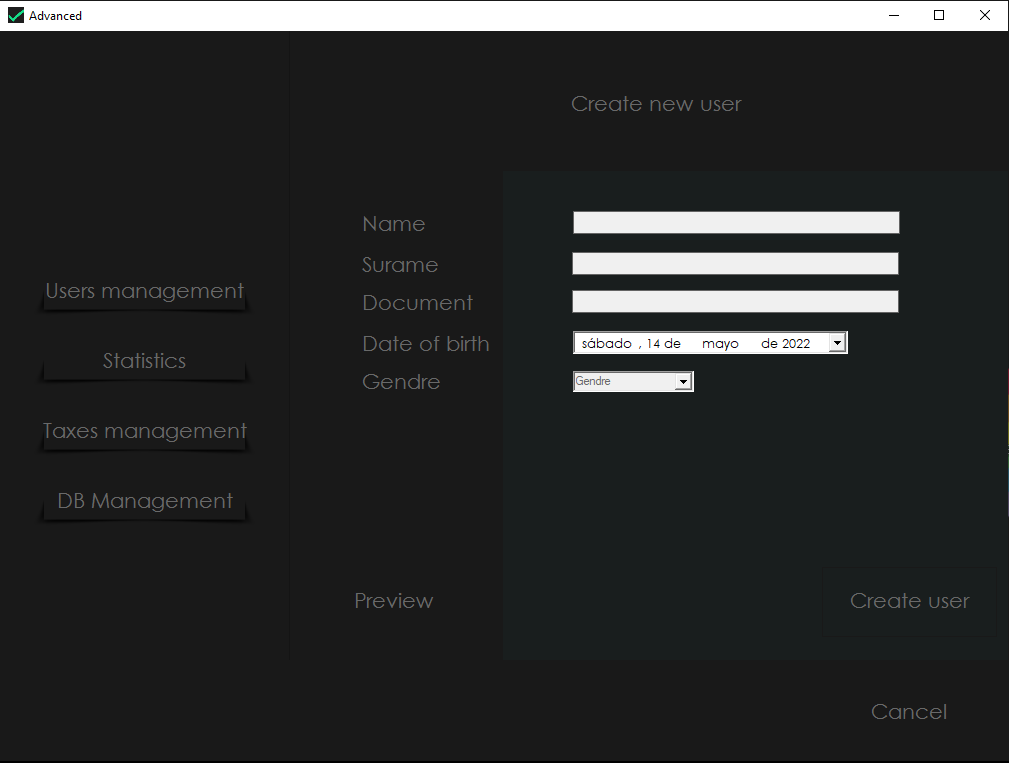 Advanced
Create new user
Name
Surame
Document
Date of birth
sábado , 14 de mayo de 2022
Gendre
Gendre
Users management
Statistics
Taxes management
DB Management
Preview
Create user
Cancel